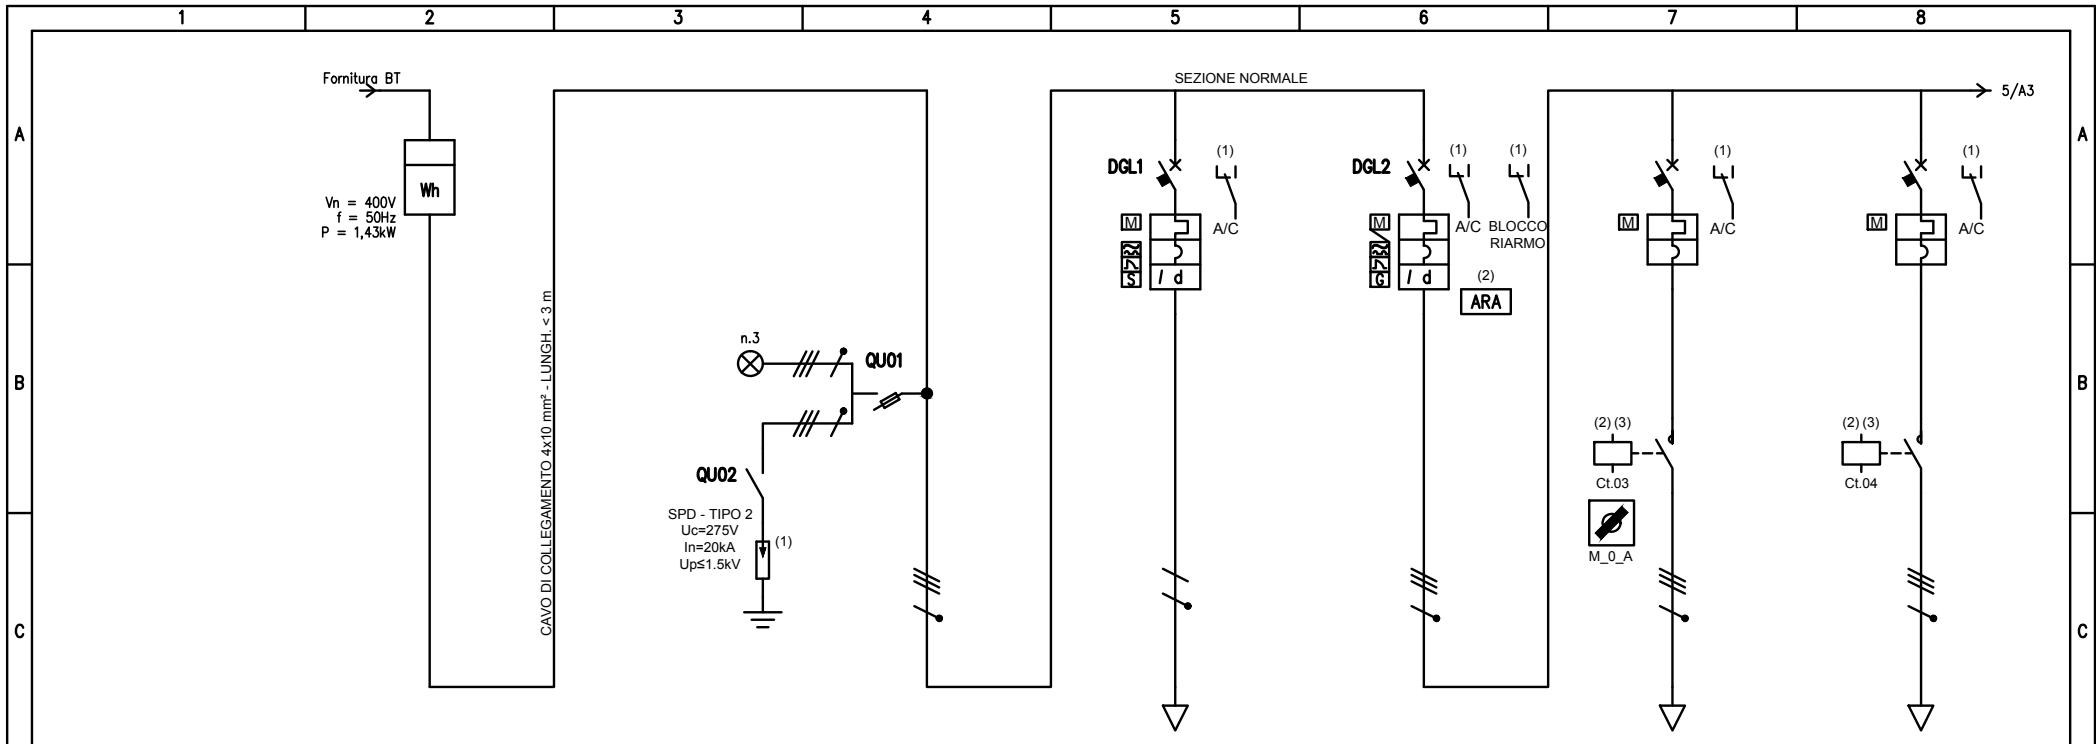 1 2 3 4 5 6 7 8
Fornitura BT
SEZIONE NORMALE
5/A3
A
A
Wh
Vn = 400V
f = 50Hz
P = 1,43kW
DGL1
(1)
A/C
M
S
I d
DGL2
(1)
A/C
(1)
BLOCCO
RIARMO
M
G
I d
(2)
ARA
(1)
A/C
M
(1)
A/C
M
CAVO DI COLLEGAMENTO 4x10 mm² - LUNGH. < 3 m
B
B
n.3
QU01
QU02
SPD - TIPO 2
Uc=275V
In=20kA
Up≤1.5kV
(1)
(2) (3)
Ct.03
M_0_A
(2) (3)
Ct.04
C
C